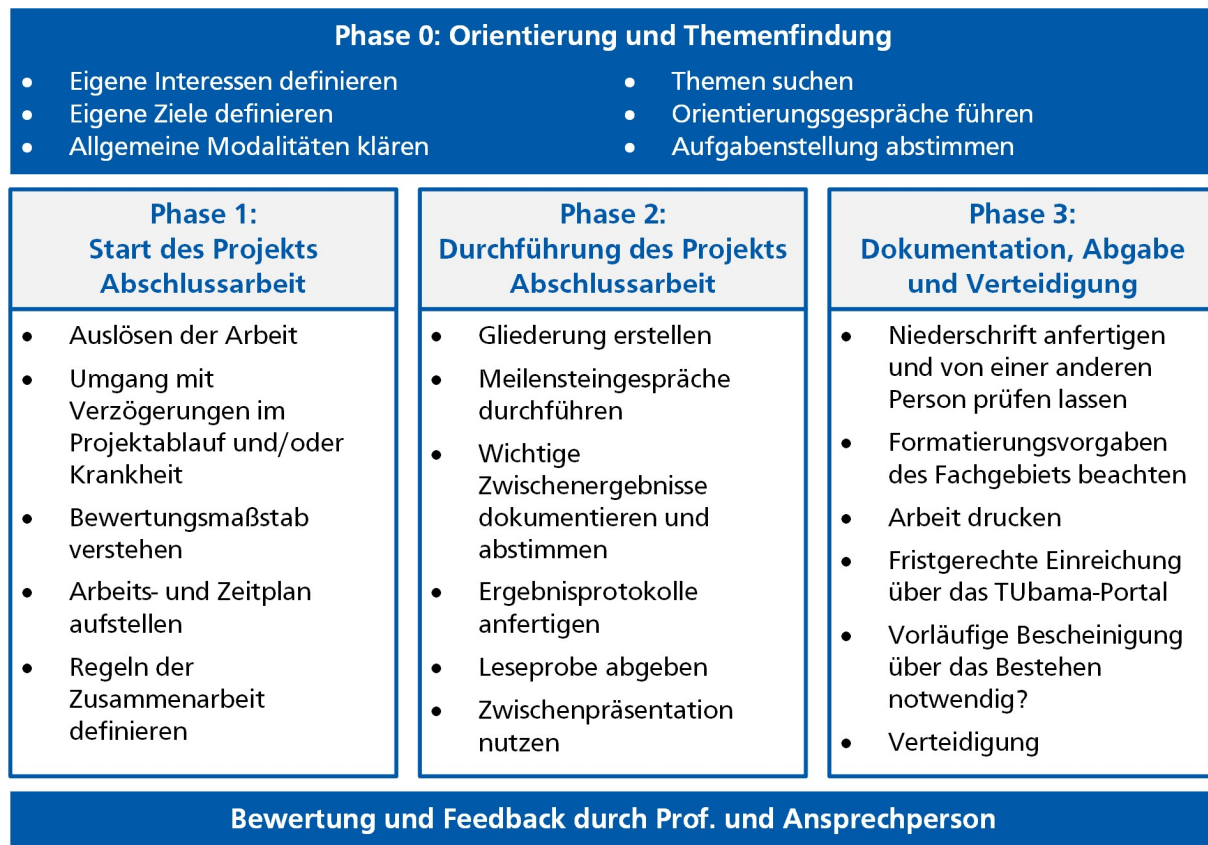 Phase 0: Orientierung und Themenfindung
• Eigene Interessen definieren
• Eigene Ziele definieren
• Allgemeine Modalitäten klären
• Themen suchen
• Orientierungsgespräche führen
• Aufgabenstellung abstimmen
Phase 1:
Start des Projekts
Abschlussarbeit
• Auslösen der Arbeit
• Umgang mit
Verzögerungen im
Projektablauf und/oder
Krankheit
• Bewertungsmaßstab
verstehen
• Arbeits- und Zeitplan
aufstellen
• Regeln der
Zusammenarbeit
definieren
Phase 2:
Durchführung des Projekts
Abschlussarbeit
• Gliederung erstellen
• Meilensteingespräche
durchführen
• Wichtige
Zwischenergebnisse
dokumentieren und
abstimmen
• Ergebnisprotokolle
anfertigen
• Leseprobe abgeben
• Zwischenpräsentation
nutzen
Phase 3:
Dokumentation, Abgabe
und Verteidigung
• Niederschrift anfertigen
und von einer anderen
Person prüfen lassen
• Formatierungsvorgaben
des Fachgebiets beachten
• Arbeit drucken
• Fristgerechte Einreichung
über das TUbama-Portal
• Vorläufige Bescheinigung
über das Bestehen
notwendig?
• Verteidigung
Bewertung und Feedback durch Prof. und Ansprechperson